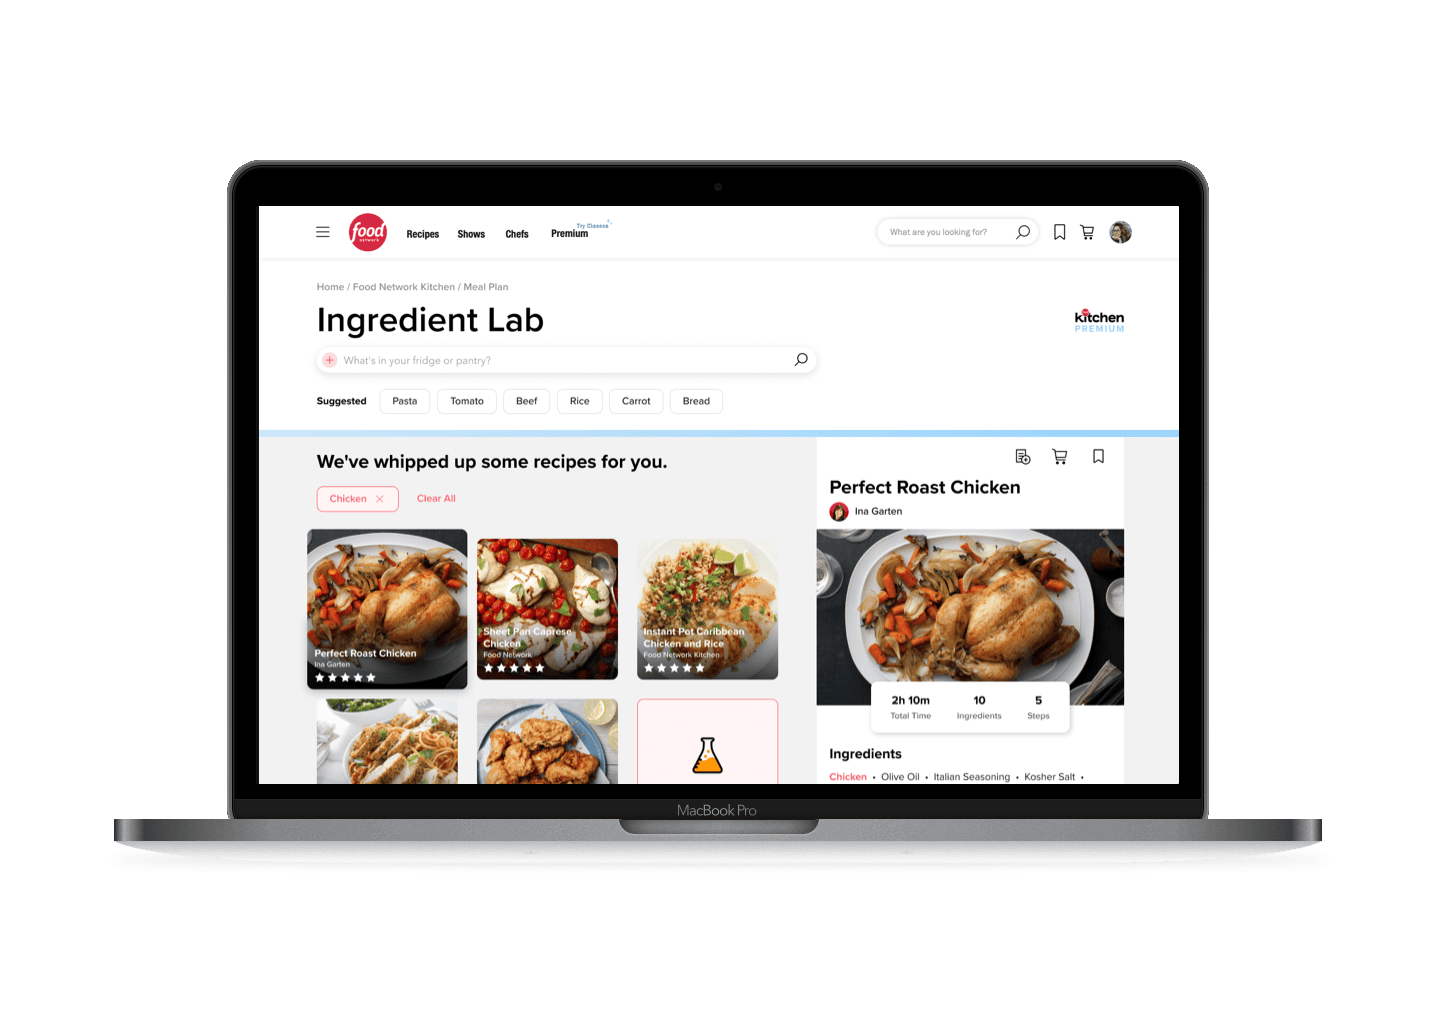 food
network
Recipes
Shows
Chefs
Try Classes
Premium
What are you looking for?
Home / Food Network Kitchen / Meal Plan
Ingredient Lab
kitchen
PREMIUM
What's in your fridge or pantry?
Suggested
Pasta
Tomato
Beef
Rice
Carrot
Bread
We've whipped up some recipes for you.
Chicken
Clear All
Perfect Roast Chicken
Ina Garten
Sheet Pan Caprese
Chicken
Food Network
Instant Pot Caribbean
Chicken and Rice
Food Network Kitchen
Perfect Roast Chicken
Ina Garten
2h 10m
Total Time
10
Ingredients
5
Steps
Ingredients
Chicken • Olive Oil • Italian Seasoning • Kosher Salt •
MacBook Pro